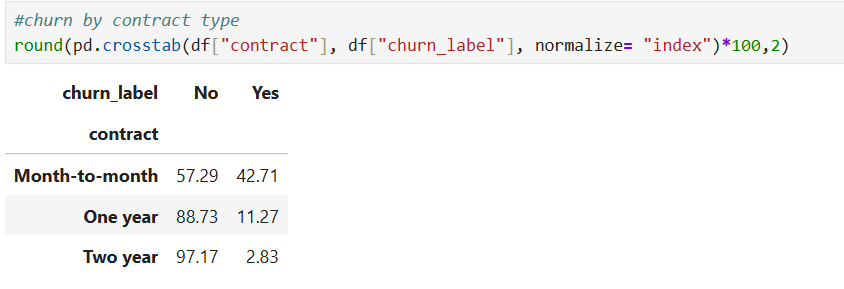 #churn by contract type
round(pd.crosstab(df["contract"], df["churn_label"], normalize= "index")*100,2)
churn_label No Yes
contract
Month-to-month 57.29 42.71
One year 88.73 11.27
Two year 97.17 2.83